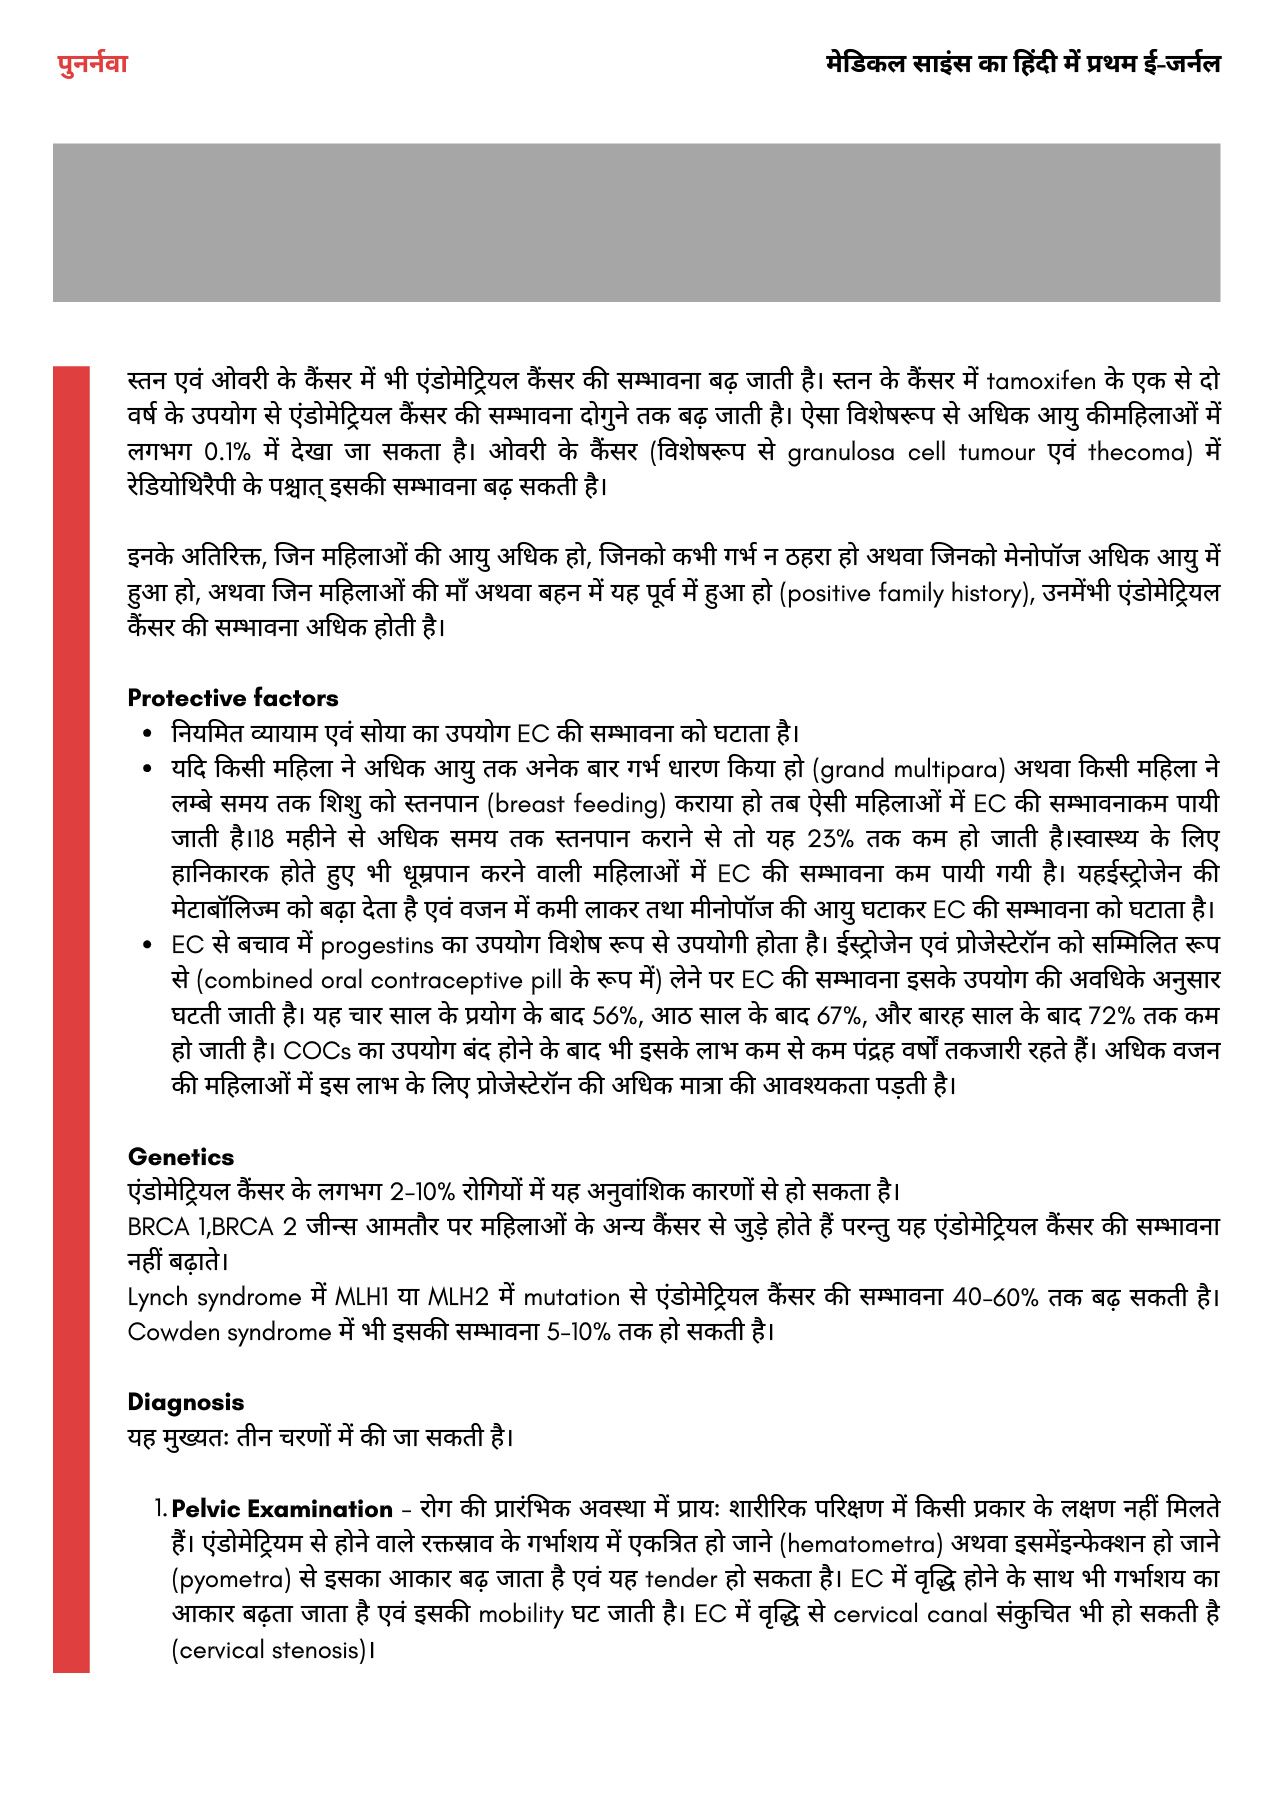 पुनर्नवा
मेडिकल साइंस का हिंदी में प्रथम ई-जर्नल
स्तन एवं ओवरी के कैंसर में भी एंडोमेट्रियल कैंसर की सम्भावना बढ़ जाती है। स्तन के कैंसर में tamoxifen के एक से दो
वर्ष के उपयोग से एंडोमेट्रियल कैंसर की सम्भावना दोगुने तक बढ़ जाती है। ऐसा विशेषरूप से अधिक आयु कीमहिलाओं में
लगभग 0.1% में देखा जा सकता है। ओवरी के कैंसर (विशेषरूप से granulosa cell tumour एवं thecoma) में
रेडियोथिरैपी के पश्चात् इसकी सम्भावना बढ़ सकती है।
इनके अतिरिक्त, जिन महिलाओं की आयु अधिक हो, जिनको कभी गर्भ न ठहरा हो अथवा जिनको मेनोपॉज अधिक आयु में
हुआ हो, अथवा जिन महिलाओं की माँ अथवा बहन में यह पूर्व में हुआ हो (positive family history), उनमेंभी एंडोमेट्रियल
कैंसर की सम्भावना अधिक होती है।
Protective factors
• नियमित व्यायाम एवं सोया का उपयोग EC की सम्भावना को घटाता है।
• यदि किसी महिला ने अधिक आयु तक अनेक बार गर्भ धारण किया हो (grand multipara) अथवा किसी महिला ने
लम्बे समय तक शिशु को स्तनपान (breast feeding) कराया हो तब ऐसी महिलाओं में EC की सम्भावनाकम पायी
जाती है।18 महीने से अधिक समय तक स्तनपान कराने से तो यह 23% तक कम हो जाती है।स्वास्थ्य के लिए
हानिकारक होते हुए भी धूम्रपान करने वाली महिलाओं में EC की सम्भावना कम पायी गयी है। यहईस्ट्रोजेन की
मेटाबॉलिज्म को बढ़ा देता है एवं वजन में कमी लाकर तथा मीनोपॉज की आयु घटाकर EC की सम्भावना को घटाता है।
• EC से बचाव में progestins का उपयोग विशेष रूप से उपयोगी होता है। ईस्ट्रोजेन एवं प्रोजेस्टेरॉन को सम्मिलित रूप
से (combined oral contraceptive pill के रूप में) लेने पर EC की सम्भावना इसके उपयोग की अवधिके अनुसार
घटती जाती है। यह चार साल के प्रयोग के बाद 56%, आठ साल के बाद 67%, और बारह साल के बाद 72% तक कम
हो जाती है। COCs का उपयोग बंद होने के बाद भी इसके लाभ कम से कम पंद्रह वर्षों तकजारी रहते हैं। अधिक वजन
की महिलाओं में इस लाभ के लिए प्रोजेस्टेरॉन की अधिक मात्रा की आवश्यकता पड़ती है।
Genetics
एंडोमेट्रियल कैंसर के लगभग 2-10% रोगियों में यह अनुवांशिक कारणों से हो सकता है।
BRCA 1,BRCA 2 जीन्स आमतौर पर महिलाओं के अन्य कैंसर से जुड़े होते हैं परन्तु यह एंडोमेट्रियल कैंसर की सम्भावना
नहीं बढ़ाते।
Lynch syndrome में MLH1 या MLH2 में mutation से एंडोमेट्रियल कैंसर की सम्भावना 40-60% तक बढ़ सकती है।
Cowden syndrome में भी इसकी सम्भावना 5-10% तक हो सकती है।
Diagnosis
यह मुख्यतः तीन चरणों में की जा सकती है।
1. Pelvic Examination - रोग की प्रारंभिक अवस्था में प्रायः शारीरिक परिक्षण में किसी प्रकार के लक्षण नहीं मिलते
हैं। एंडोमेट्रियम से होने वाले रक्तस्राव के गर्भाशय में एकत्रित हो जाने (hematometra) अथवा इसमेंइन्फेक्शन हो जाने
(pyometra) से इसका आकार बढ़ जाता है एवं यह tender हो सकता है। EC में वृद्धि होने के साथ भी गर्भाशय का
आकार बढ़ता जाता है एवं इसकी mobility घट जाती है। EC में वृद्धि से cervical canal संकुचित भी हो सकती है
(cervical stenosis)।